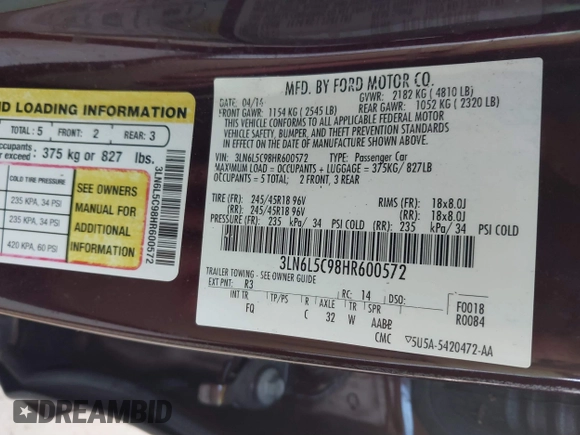 ND LOADING INFORMATION
TOTAL: 5 FRONT: 2 REAR: 3
ccupants:
er exceed: 375 kg or 827 lbs.
COLD TIRE PRESSURE
235 KPA, 34 PSI
235 KPA, 34 PSI
420 KPA, 60 PSI
SEE OWNERS
MANUAL FOR
ADDITIONAL
INFORMATION
3LN6L5C98HR600572
MFD. BY FORD MOTOR CO.
DATE: 04/16 GVWR: 2182 KG ( 4810 LB)
FRONT GAWR: 1154 KG ( 2545 LB) REAR GAWR: 1052 KG ( 2320 LB)
THIS VEHICLE CONFORMS TO ALL APPLICABLE FEDERAL MOTOR
VEHICLE SAFETY, BUMPER, AND THEFT PREVENTION STANDARDS
IN EFFECT ON THE DATE OF MANUFACTURE SHOWN ABOVE.
VIN: 3LN6L5C98HR600572 TYPE: Passenger Car
MAXIMUM LOAD = OCCUPANTS + LUGGAGE = 375KG/ 827LB
OCCUPANTS = 5 TOTAL: 2 FRONT, 3 REAR
TIRE (FR): 245/45R18 96V RIMS (FR): 18x8.0J
TIRE (RR): 245/45R18 96V RIMS (RR): 18x8.0J
PRESSURE (FR): 235 kPa/ 34 PSI COLD (RR): 235 kPa/ 34 PSI COLD
3LN6L5C98HR600572
TRAILER TOWING - SEE OWNER GUIDE
EXT PNT: R3 RC: 14 DSO: F0018
INT TR TP/PS R AXLE TR SPR R0084
FQ C 32 W AABP
CMC ▽5U5A-5420472-AA
DREAMBID